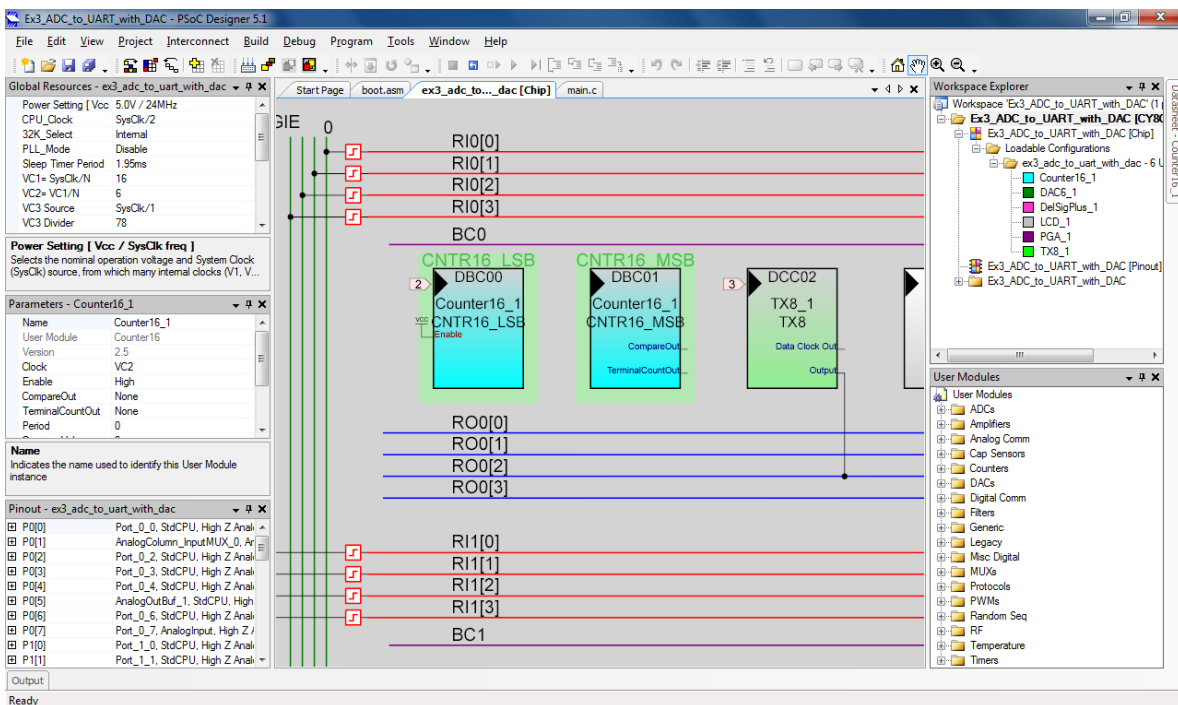 Ex3_ADC_to_UART_with_DAC - PSoC Designer 5.1
File Edit View Project Interconnect Build Debug Program Tools Window Help
Global Resources - ex3_adc_to_uart_with_dac
Power Setting [ Vcc 5.0V / 24MHz
CPU_Clock SysClk/2
32K_Select Internal
PLL_Mode Disable
Sleep Timer Period 1.95ms
VC1= SysClk/N 16
VC2= VC1/N 6
VC3 Source SysClk/1
VC3 Divider 78
Power Setting [ Vcc / SysClk freq ]
Selects the nominal operation voltage and System Clock
(SysClk) source, from which many internal clocks (V1, V...
Parameters - Counter16_1
Name Counter16_1
User Module Counter16
Version 2.5
Clock VC2
Enable High
CompareOut None
TerminalCountOut None
Period 0
Name
Indicates the name used to identify this User Module
instance
Pinout - ex3_adc_to_uart_with_dac
P0[0] Port_0_0, StdCPU, High Z Anal
P0[1] AnalogColumn_InputMUX_0, An
P0[2] Port_0_2, StdCPU, High Z Anal
P0[3] Port_0_3, StdCPU, High Z Anal
P0[4] Port_0_4, StdCPU, High Z Anal
P0[5] AnalogOutBuf_1, StdCPU, High
P0[6] Port_0_6, StdCPU, High Z Anal
P0[7] Port_0_7, AnalogInput, High Z
P1[0] Port_1_0, StdCPU, High Z Anal
P1[1] Port_1_1, StdCPU, High Z Anal
Output
Ready
Start Page boot.asm ex3_adc_to..._dac [Chip] main.c
GIE 0
RI0[0]
RI0[1]
RI0[2]
RI0[3]
BC0
CNTR16_LSB CNTR16_MSB
2 DBC00 DBC01 3 DCC02
Counter16_1 Counter16_1 TX8_1
VCC CNTR16_LSB CNTR16_MSB TX8
Enable
CompareOut Data Clock Out
TerminalCountOut Output
RO0[0]
RO0[1]
RO0[2]
RO0[3]
RI1[0]
RI1[1]
RI1[2]
RI1[3]
BC1
Workspace Explorer
Workspace 'Ex3_ADC_to_UART_with_DAC' (1
Ex3_ADC_to_UART_with_DAC [CY8C
Ex3_ADC_to_UART_with_DAC [Chip]
Loadable Configurations
ex3_adc_to_uart_with_dac - 6 U
Counter16_1
DAC6_1
DelSigPlus_1
LCD_1
PGA_1
TX8_1
Ex3_ADC_to_UART_with_DAC [Pinout]
Ex3_ADC_to_UART_with_DAC
User Modules
User Modules
ADCs
Amplifiers
Analog Comm
Cap Sensors
Counters
DACs
Digital Comm
Filters
Generic
Legacy
Misc Digital
MUXs
Protocols
PWMs
Random Seq
RF
Temperature
Timers
Datasheet - Counter16_1